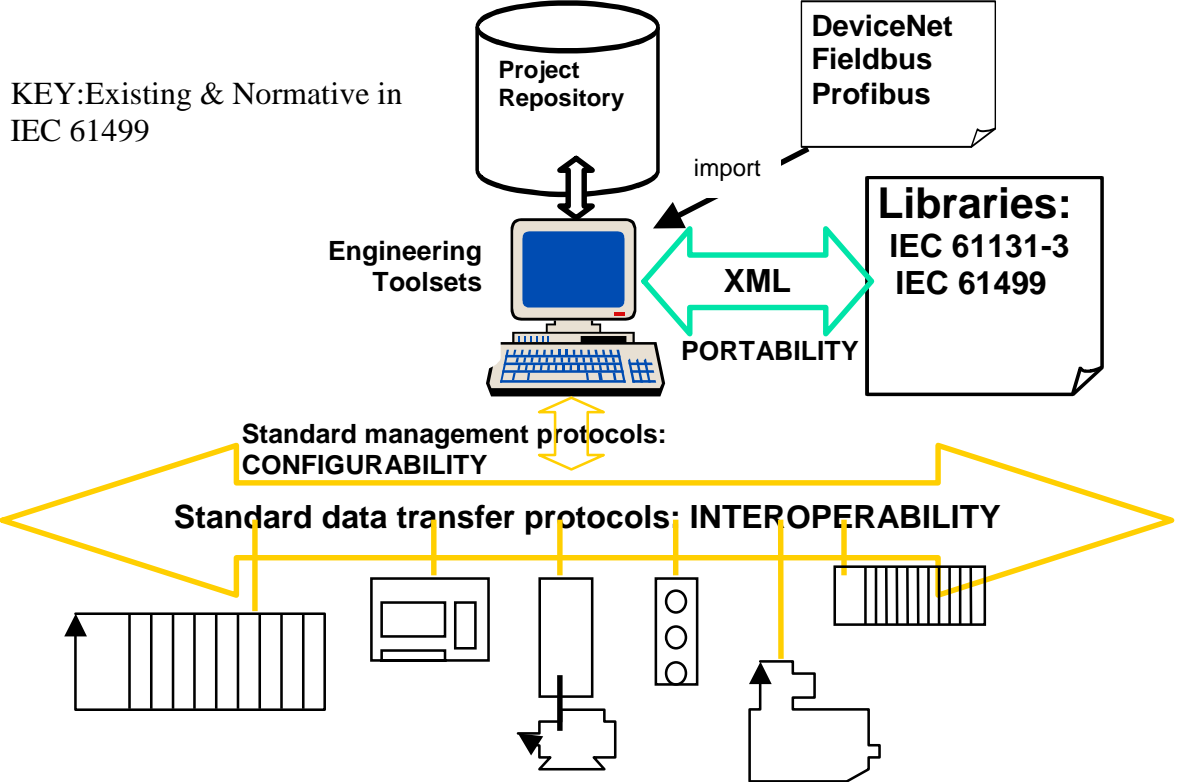 KEY:Existing & Normative in
IEC 61499
Project
Repository
DeviceNet
Fieldbus
Profibus
import
Libraries:
IEC 61131-3
IEC 61499
Engineering
Toolsets
XML
PORTABILITY
Standard management protocols:
CONFIGURABILITY
Standard data transfer protocols: INTEROPERABILITY